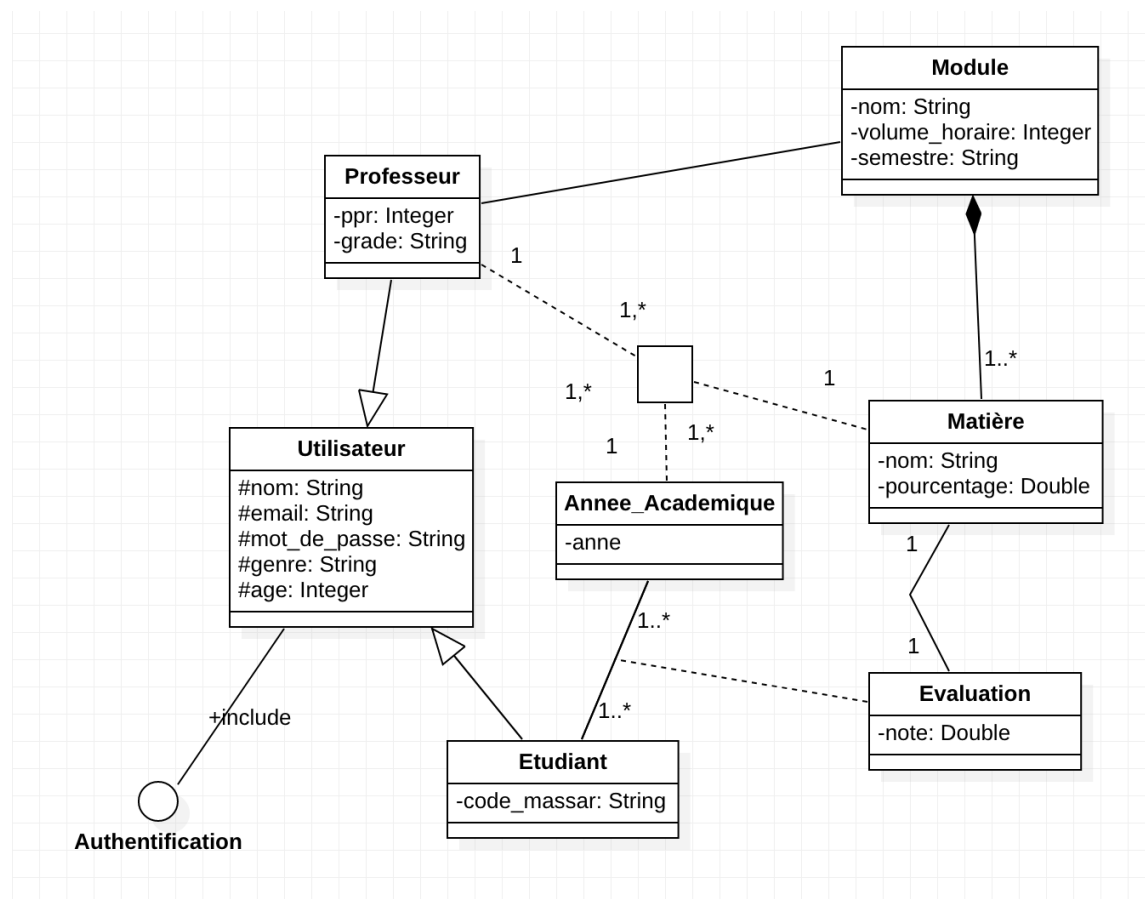 Module
-nom: String
-volume_horaire: Integer
-semestre: String
Professeur
-ppr: Integer
-grade: String
1
1,*
1,*
1
1,*
1
1..*
Matière
-nom: String
-pourcentage: Double
Utilisateur
#nom: String
#email: String
#mot_de_passe: String
#genre: String
#age: Integer
Annee_Academique
-anne
1
1..*
1
1..*
Evaluation
-note: Double
+include
Etudiant
-code_massar: String
Authentification